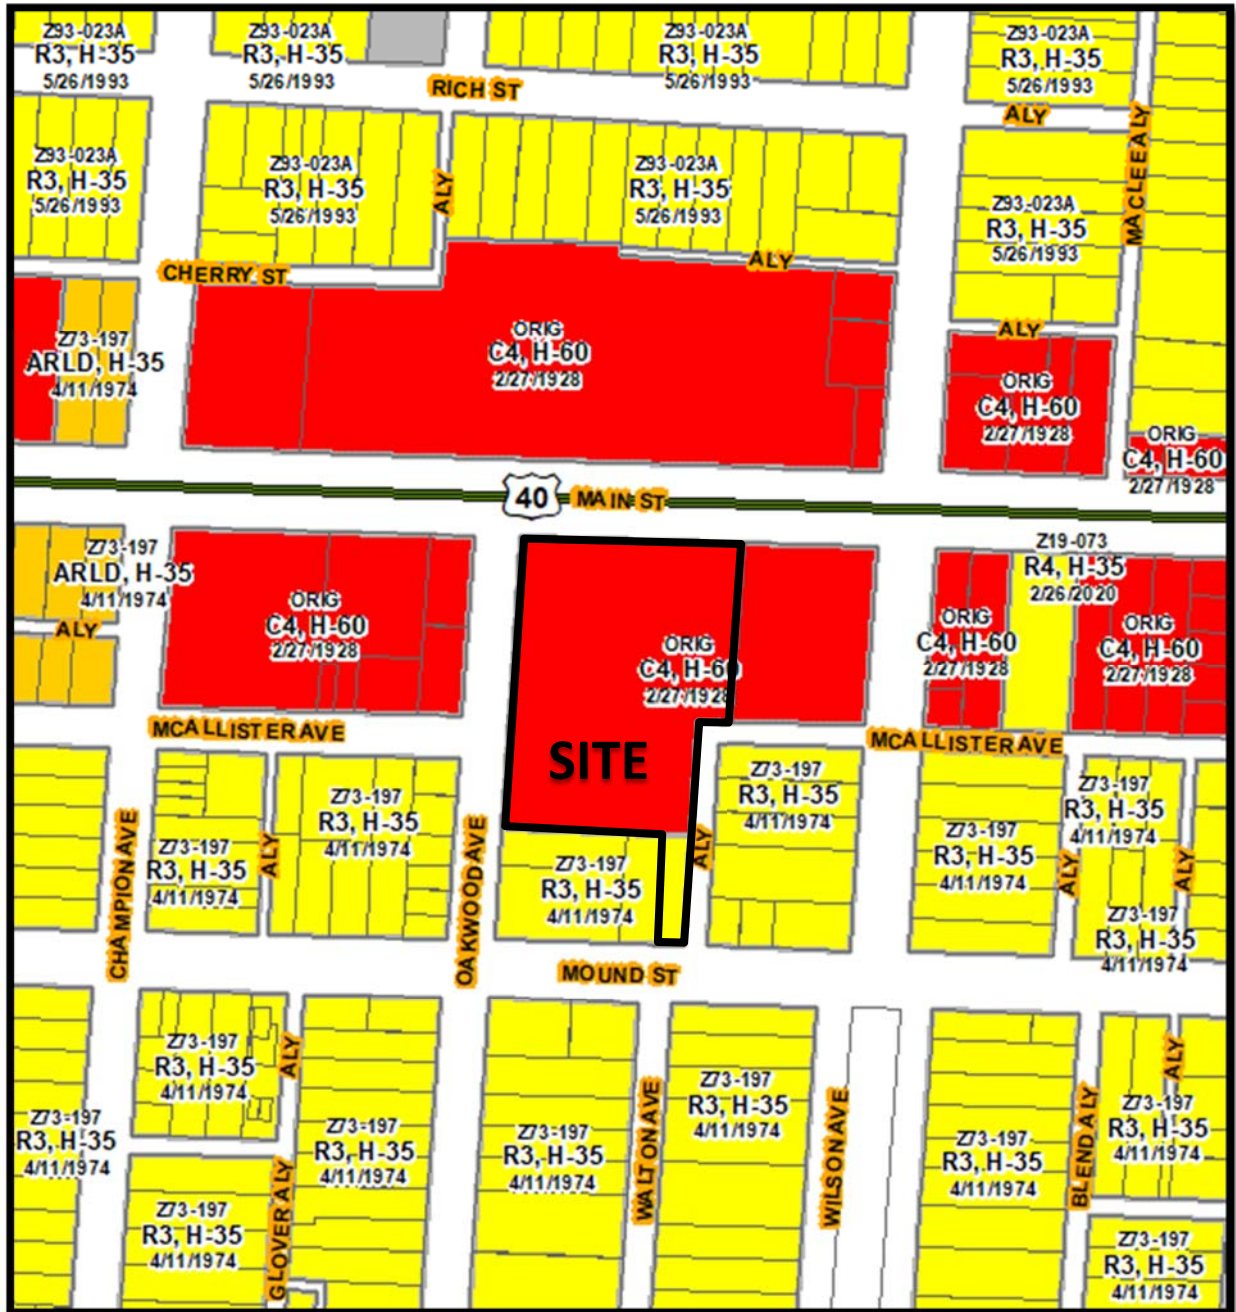 Z93-023A
R3, H-35
5/26/1993
Z93-023A
R3, H-35
5/26/1993
Z93-023A
R3, H-35
5/26/1993
Z93-023A
R3, H-35
5/26/1993
RICH ST
ALY
MACLEE ALY
Z93-023A
R3, H-35
5/26/1993
Z93-023A
R3, H-35
5/26/1993
ALY
Z93-023A
R3, H-35
5/26/1993
Z93-023A
R3, H-35
5/26/1993
CHERRY ST
ALY
ALY
Z73-197
ARLD, H-35
4/11/1974
ORIG
C4, H-60
2/27/1928
ORIG
C4, H-60
2/27/1928
ORIG
C4, H-60
2/27/1928
40
MAIN ST
Z73-197
ARLD, H-35
4/11/1974
ALY
ORIG
C4, H-60
2/27/1928
ORIG
C4, H-60
2/27/1928
SITE
ORIG
C4, H-60
2/27/1928
Z19-073
R4, H-35
2/26/2020
ORIG
C4, H-60
2/27/1928
MCALLISTER AVE
MCALLISTER AVE
CHAMPION AVE
Z73-197
R3, H-35
4/11/1974
ALY
Z73-197
R3, H-35
4/11/1974
OAKWOOD AVE
Z73-197
R3, H-35
4/11/1974
ALY
Z73-197
R3, H-35
4/11/1974
Z73-197
R3, H-35
4/11/1974
ALY
Z73-197
R3, H-35
4/11/1974
ALY
Z73-197
R3, H-35
4/11/1974
MOUND ST
Z73-197
R3, H-35
4/11/1974
Z73-197
R3, H-35
4/11/1974
ALY
Z73-197
R3, H-35
4/11/1974
GLOVER ALY
Z73-197
R3, H-35
4/11/1974
Z73-197
R3, H-35
4/11/1974
WALTON AVE
Z73-197
R3, H-35
4/11/1974
WILSON AVE
Z73-197
R3, H-35
4/11/1974
BLEND ALY
ALY
Z73-197
R3, H-35
4/11/1974
Z73-197
R3, H-35
4/11/1974